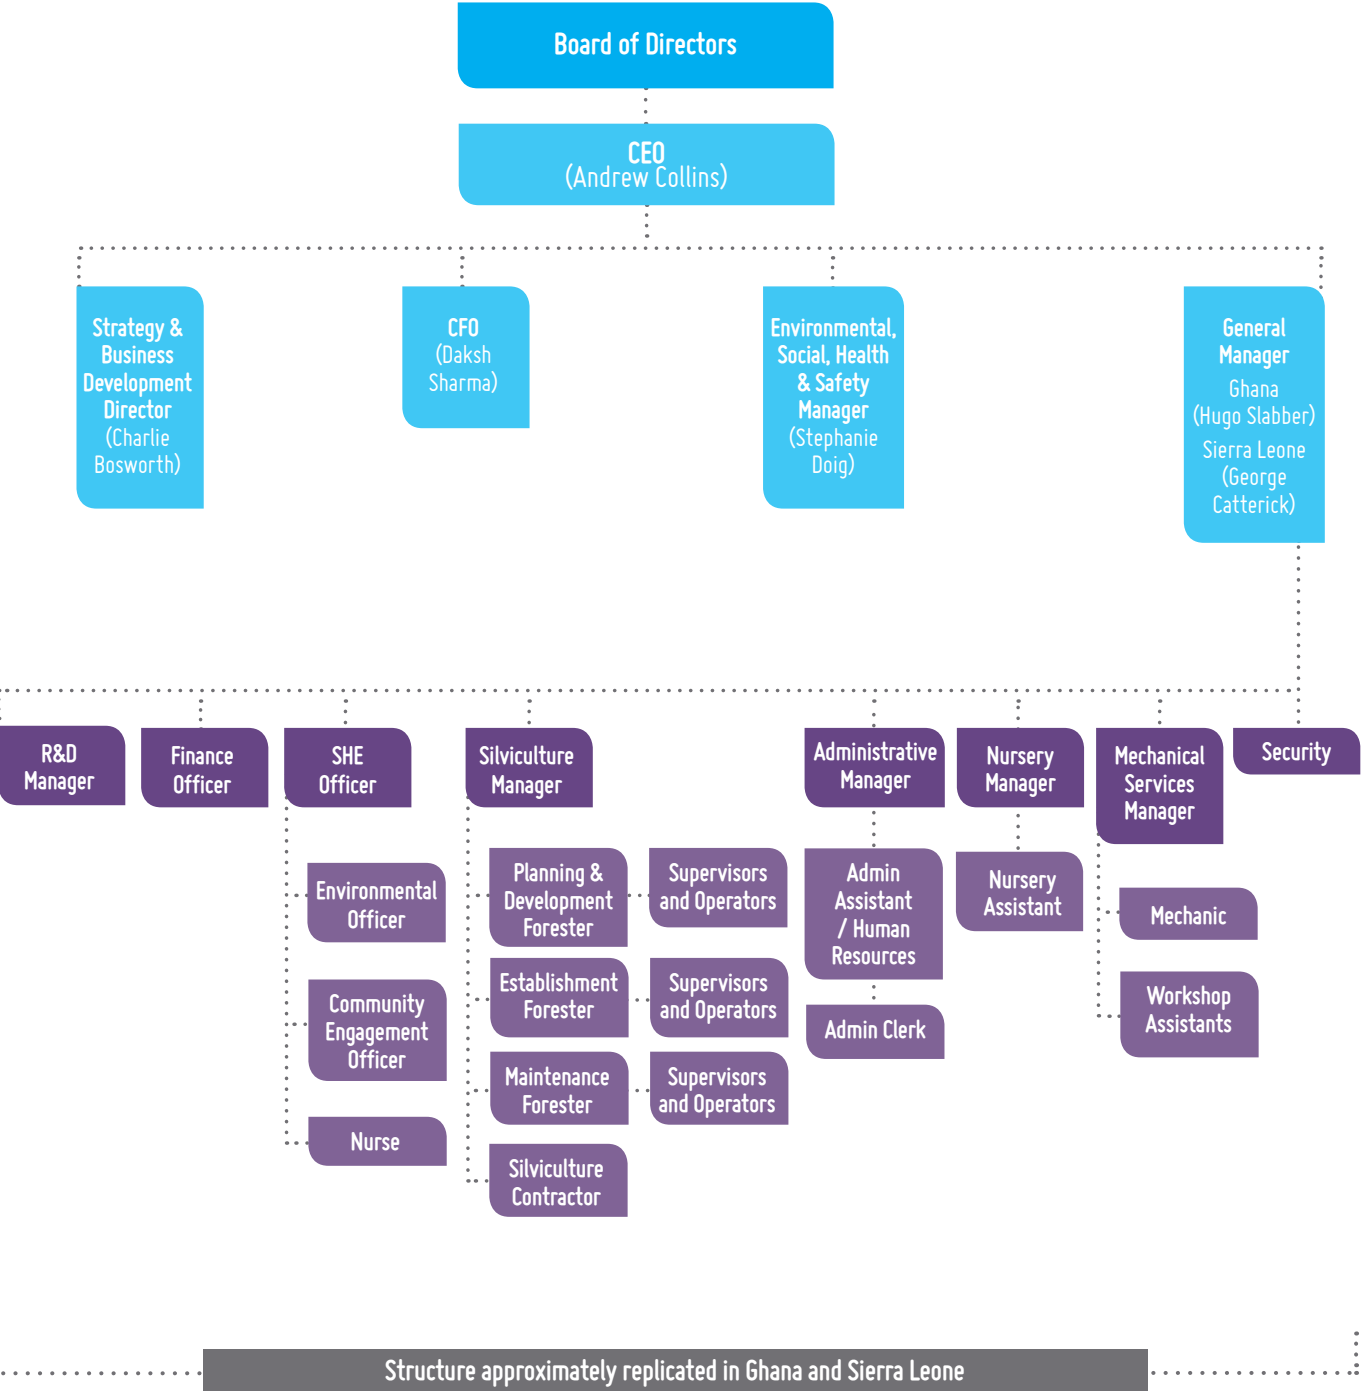 Board of Directors
CEO
(Andrew Collins)
Strategy &
Business
Development
Director
(Charlie
Bosworth)
CFO
(Daksh
Sharma)
Environmental,
Social, Health
& Safety
Manager
(Stephanie
Doig)
General
Manager
Ghana
(Hugo Slabber)
Sierra Leone
(George
Catterick)
R&D
Manager
Finance
Officer
SHE
Officer
Silviculture
Manager
Administrative
Manager
Nursery
Manager
Mechanical
Services
Manager
Security
Environmental
Officer
Community
Engagement
Officer
Nurse
Planning &
Development
Forester
Supervisors
and Operators
Establishment
Forester
Supervisors
and Operators
Maintenance
Forester
Supervisors
and Operators
Silviculture
Contractor
Admin
Assistant
/ Human
Resources
Admin Clerk
Nursery
Assistant
Mechanic
Workshop
Assistants
Structure approximately replicated in Ghana and Sierra Leone